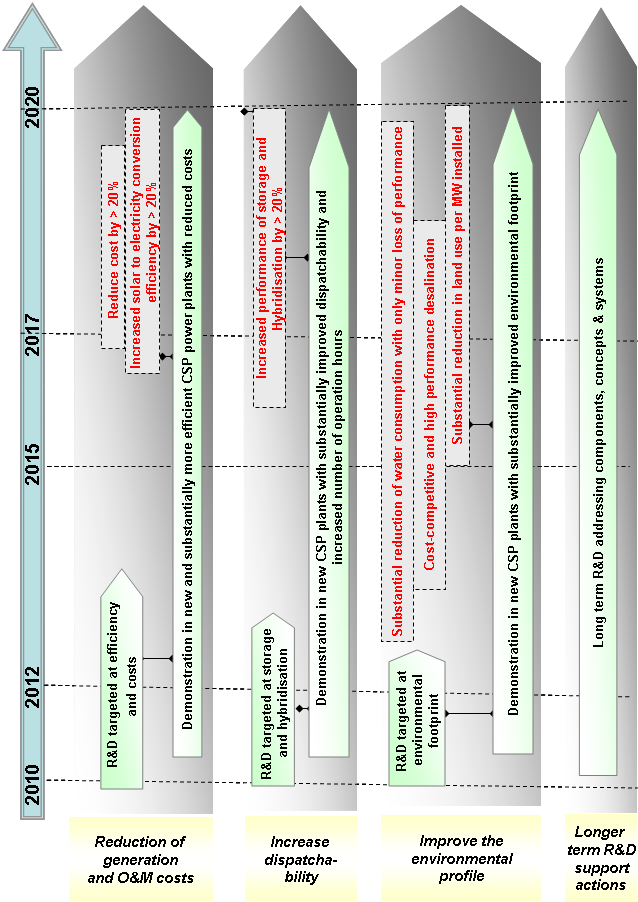 2020
2017
2015
2012
2010
Reduce cost by > 20%
Increased solar to electricity conversion
efficiency by > 20%
Demonstration in new and substantially more efficient CSP power plants with reduced costs
R&D targeted at efficiency
and costs
Increased performance of storage and
Hybridisation by > 20%
Demonstration in new CSP plants with substantially improved dispatchability and
increased number of operation hours
R&D targeted at storage
and hybridisation
Substantial reduction of water consumption with only minor loss of performance
Cost-competitive and high performance desalination
Substantial reduction in land use per MW installed
Demonstration in new CSP plants with substantially improved environmental footprint
R&D targeted at
environmental
footprint
Long term R&D addressing components, concepts & systems
Reduction of
generation
and O&M costs
Increase
dispatcha-
bility
Improve the
environmental
profile
Longer
term R&D
support
actions